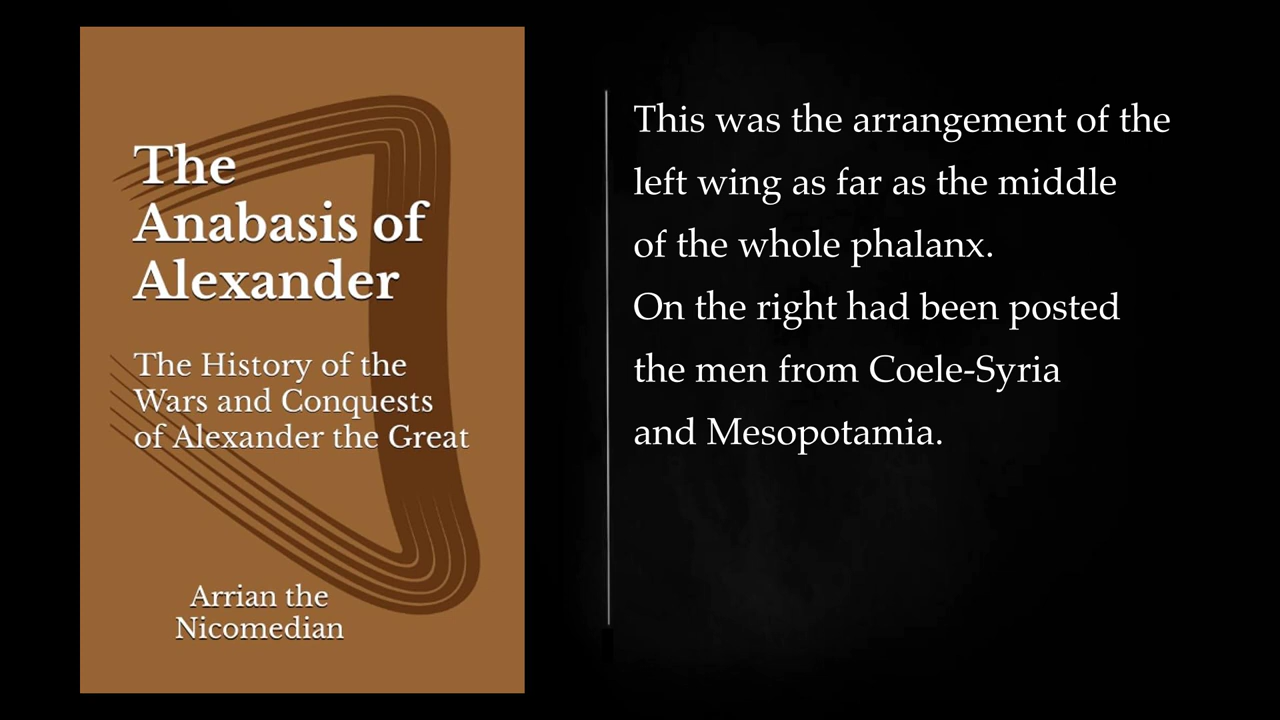 The
Anabasis of
Alexander
The History of the
Wars and Conquests
of Alexander the Great
Arrian the
Nicomedian
This was the arrangement of the
left wing as far as the middle
of the whole phalanx.
On the right had been posted
the men from Coele-Syria
and Mesopotamia.